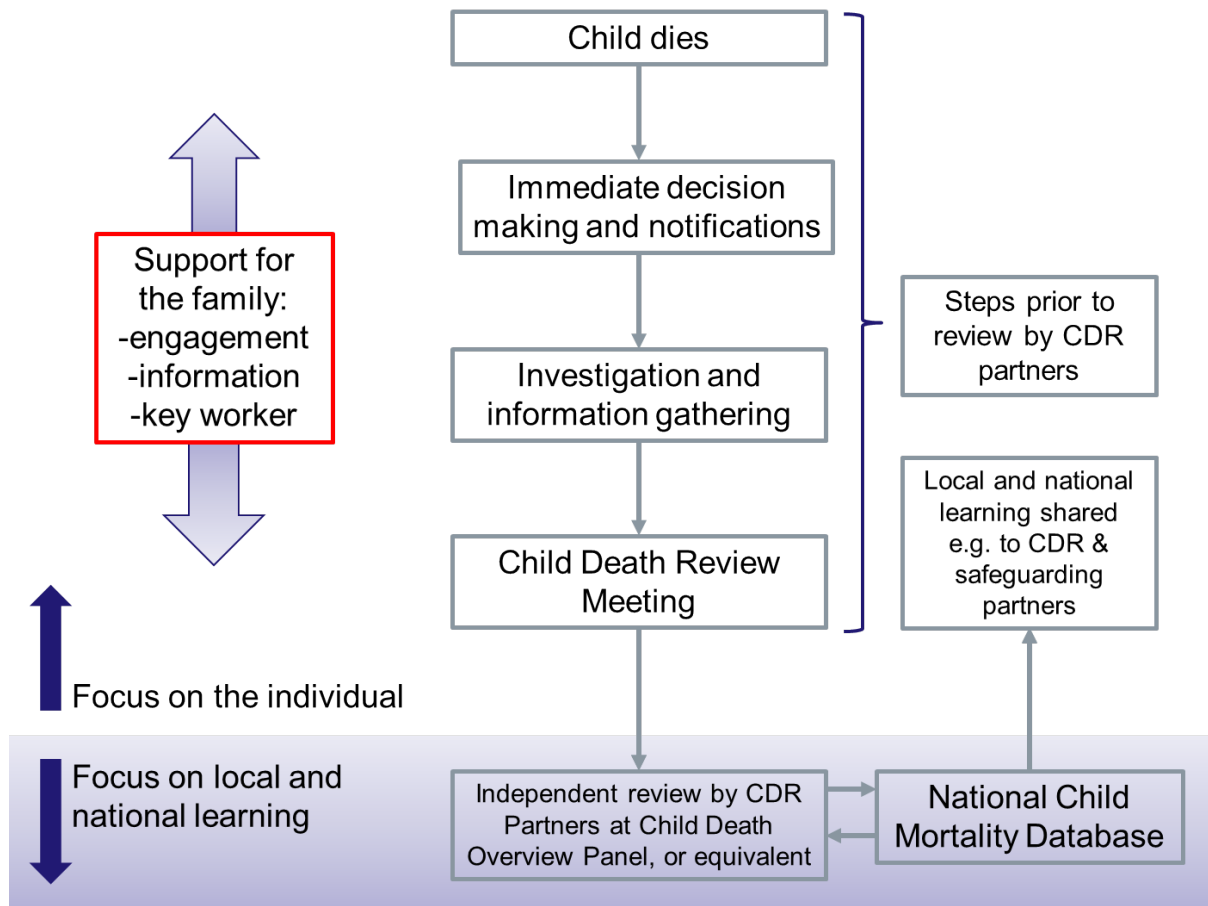 Child dies
Immediate decision
making and notifications
Support for
the family:
-engagement
-information
-key worker
Steps prior to
review by CDR
partners
Investigation and
information gathering
Local and national
learning shared
e.g. to CDR &
safeguarding
partners
Child Death Review
Meeting
Focus on the individual
Focus on local and
national learning
Independent review by CDR
Partners at Child Death
Overview Panel, or equivalent
National Child
Mortality Database